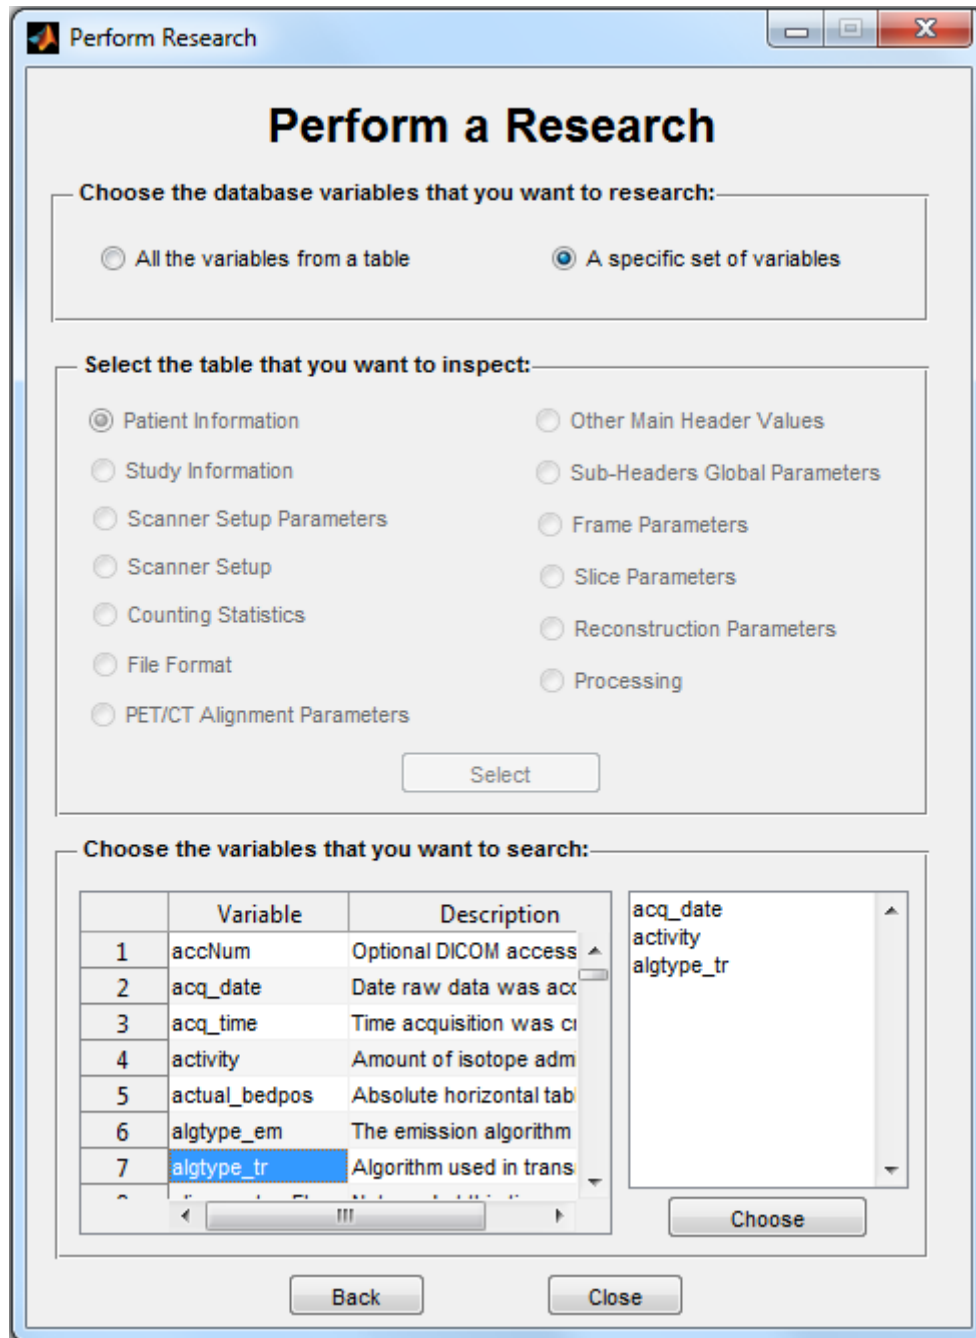 Perform Research
Perform a Research
Choose the database variables that you want to research:
All the variables from a table
A specific set of variables
Select the table that you want to inspect:
Patient Information
Study Information
Scanner Setup Parameters
Scanner Setup
Counting Statistics
File Format
PET/CT Alignment Parameters
Other Main Header Values
Sub-Headers Global Parameters
Frame Parameters
Slice Parameters
Reconstruction Parameters
Processing
Select
Choose the variables that you want to search:
Variable Description
1 accNum Optional DICOM access
2 acq_date Date raw data was acc
3 acq_time Time acquisition was cr
4 activity Amount of isotope adm
5 actual_bedpos Absolute horizontal tabl
6 algtype_em The emission algorithm
7 algtype_tr Algorithm used in trans
acq_date
activity
algtype_tr
Choose
Back
Close